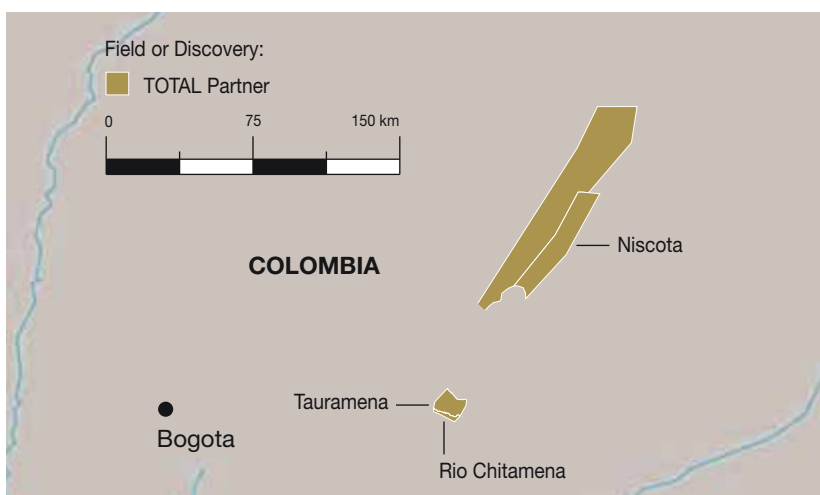 Field or Discovery:
TOTAL Partner
0 75 150 km
Niscota
COLOMBIA
Tauramena
Bogota
Rio Chitamena